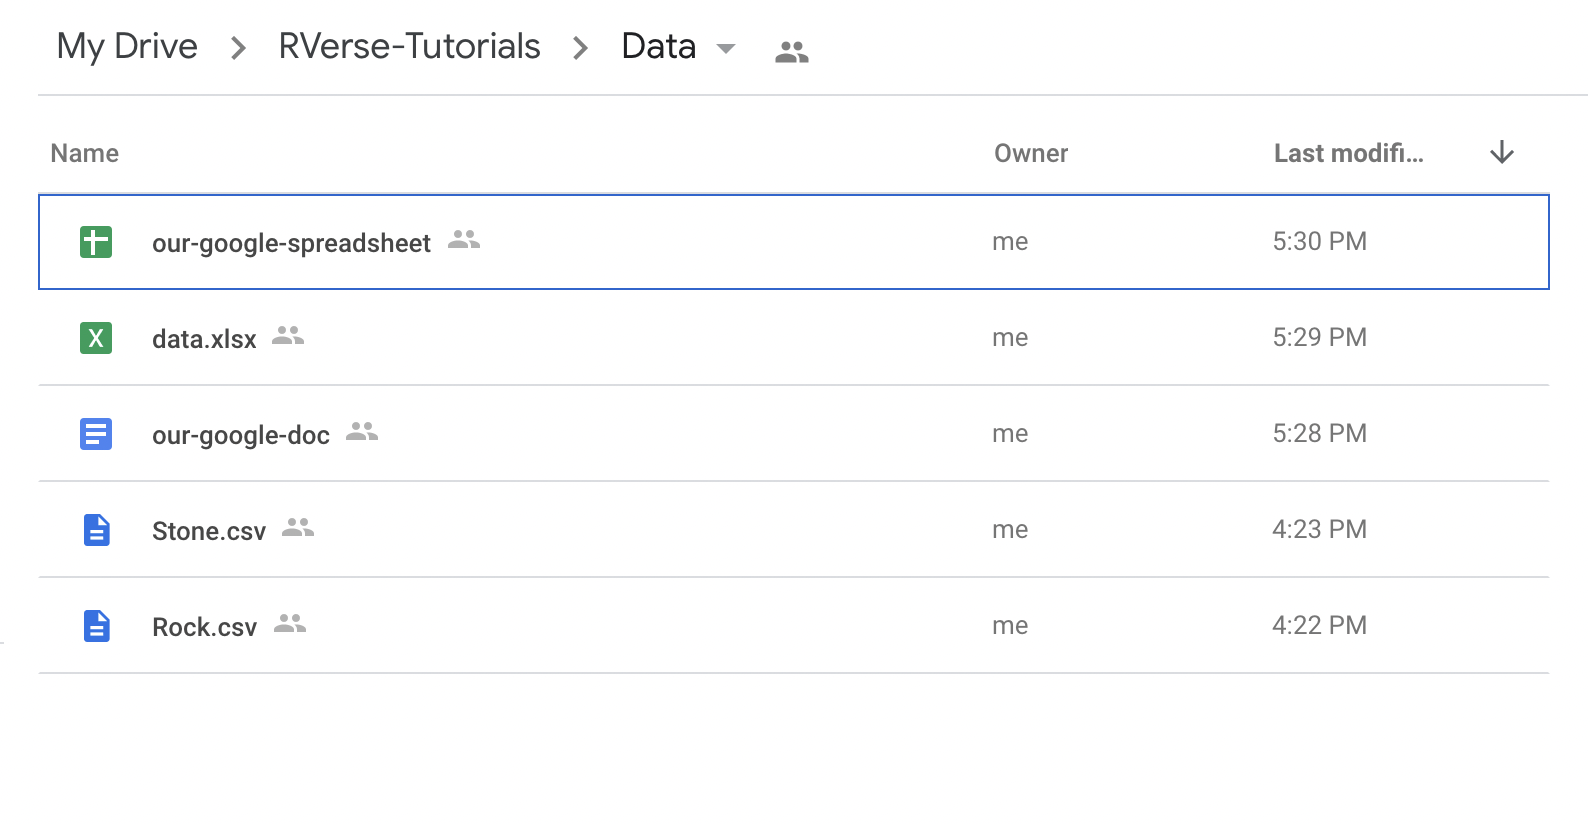 My Drive > RVerse-Tutorials > Data
Name Owner Last modifi...
our-google-spreadsheet me 5:30 PM
X data.xlsx me 5:29 PM
our-google-doc me 5:28 PM
Stone.csv me 4:23 PM
Rock.csv me 4:22 PM